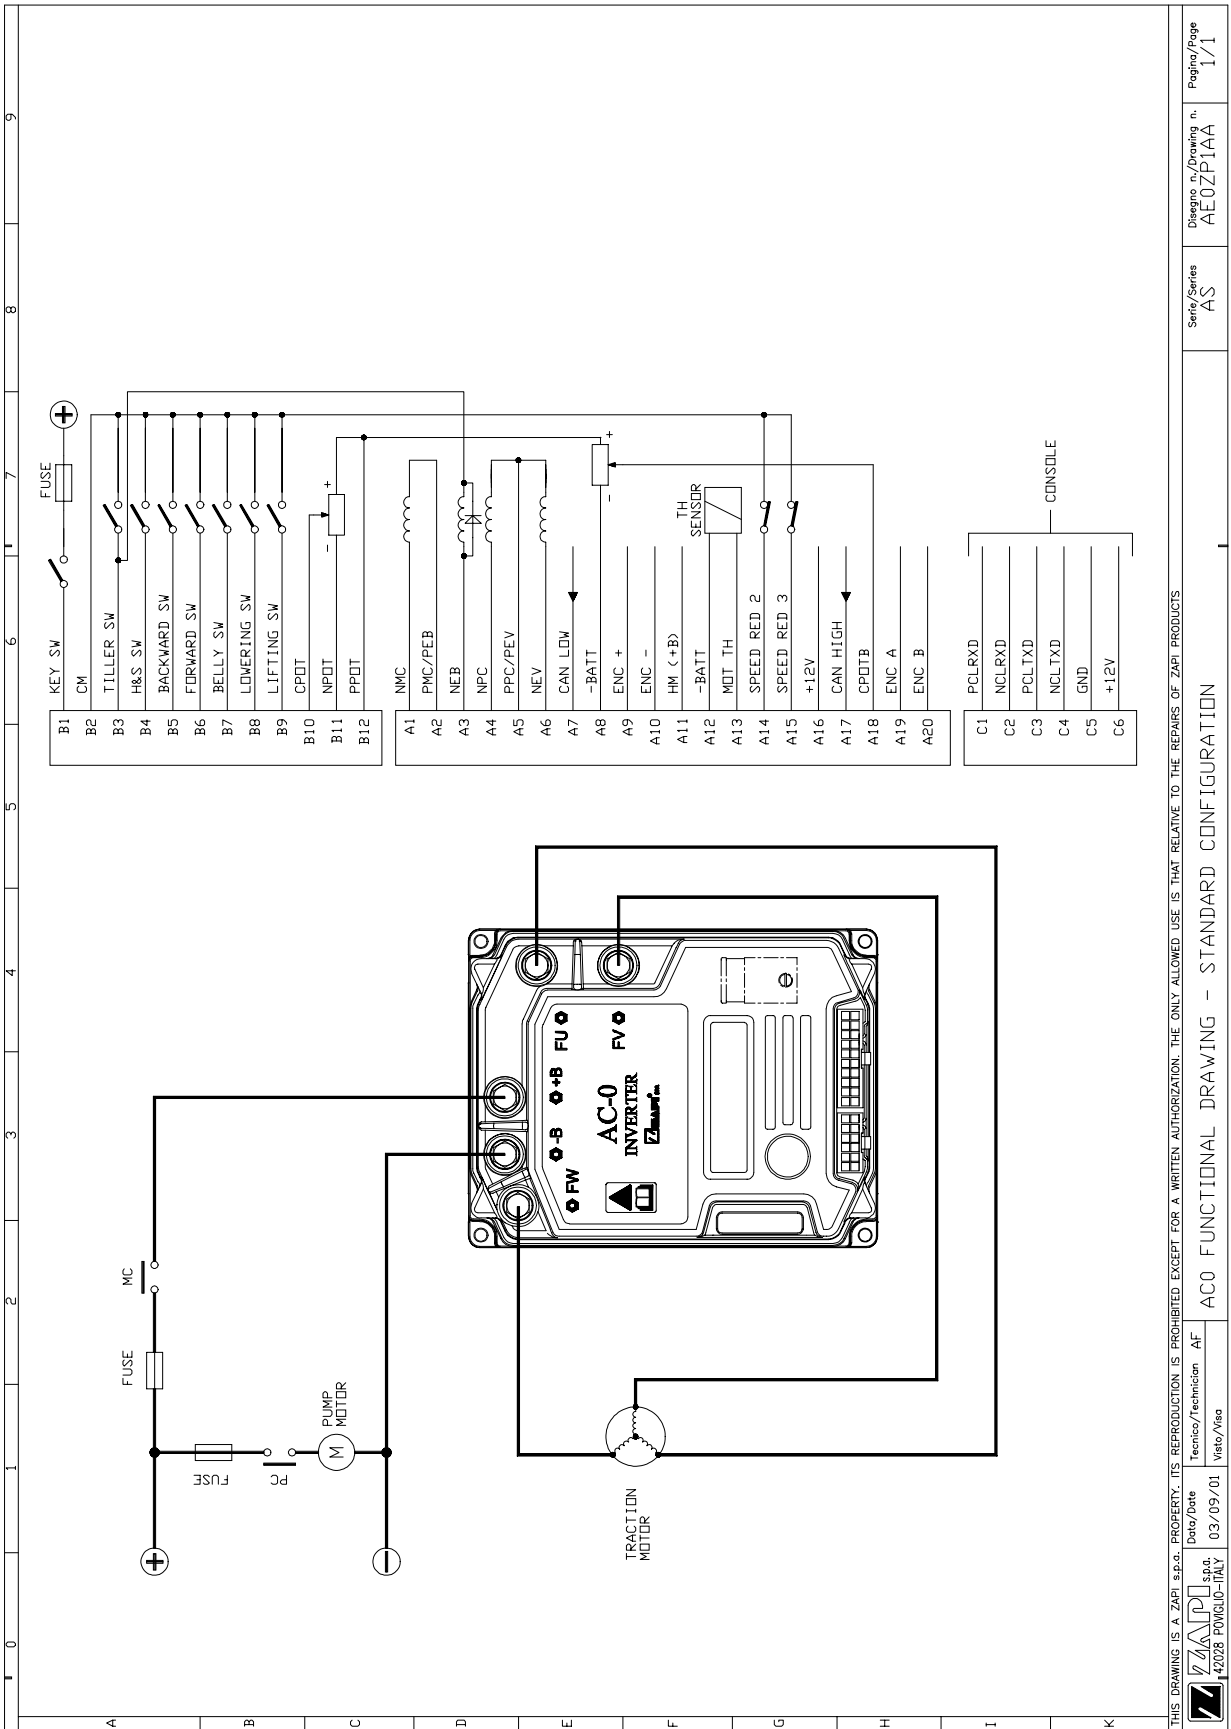 0 1 2 3 4 5 6 7 8 9
A
B
C
D
E
F
G
H
I
K
FUSE
MC
FUSE
PC
PUMP
MOTOR
M
+
−
TRACTION
MOTOR
FW
-B
+B
FU
FV
AC-0
INVERTER
ZAPI
B1 KEY SW
B2 CM
B3 TILLER SW
B4 H&S SW
B5 BACKWARD SW
B6 FORWARD SW
B7 BELLY SW
B8 LOWERING SW
B9 LIFTING SW
B10 CPOT
B11 NPOT
B12 PPOT
FUSE
+
- +
A1 NMC
A2 PMC/PEB
A3 NEB
A4 NPC
A5 PPC/PEV
A6 NEV
A7 CAN LOW
A8 -BATT
A9 ENC +
A10 ENC -
A11 HM (+B)
A12 -BATT
A13 MOT TH
A14 SPEED RED 2
A15 SPEED RED 3
A16 +12V
A17 CAN HIGH
A18 CPOTB
A19 ENC A
A20 ENC B
- +
TH
SENSOR
C1 PCLRXD
C2 NCLRXD
C3 PCLTXD
C4 NCLTXD
C5 GND
C6 +12V
CONSOLE
THIS DRAWING IS A ZAPI s.p.a. PROPERTY. ITS REPRODUCTION IS PROHIBITED EXCEPT FOR A WRITTEN AUTHORIZATION. THE ONLY ALLOWED USE IS THAT RELATIVE TO THE REPAIRS OF ZAPI PRODUCTS
ZAPI s.p.a.
42028 POVIGLIO-ITALY
Data/Date
03/09/01
Tecnico/Technician AF
Visto/Visa
AC0 FUNCTIONAL DRAWING - STANDARD CONFIGURATION
Serie/Series
AS
Disegno n./Drawing n.
AE0ZP1AA
Pagina/Page
1/1